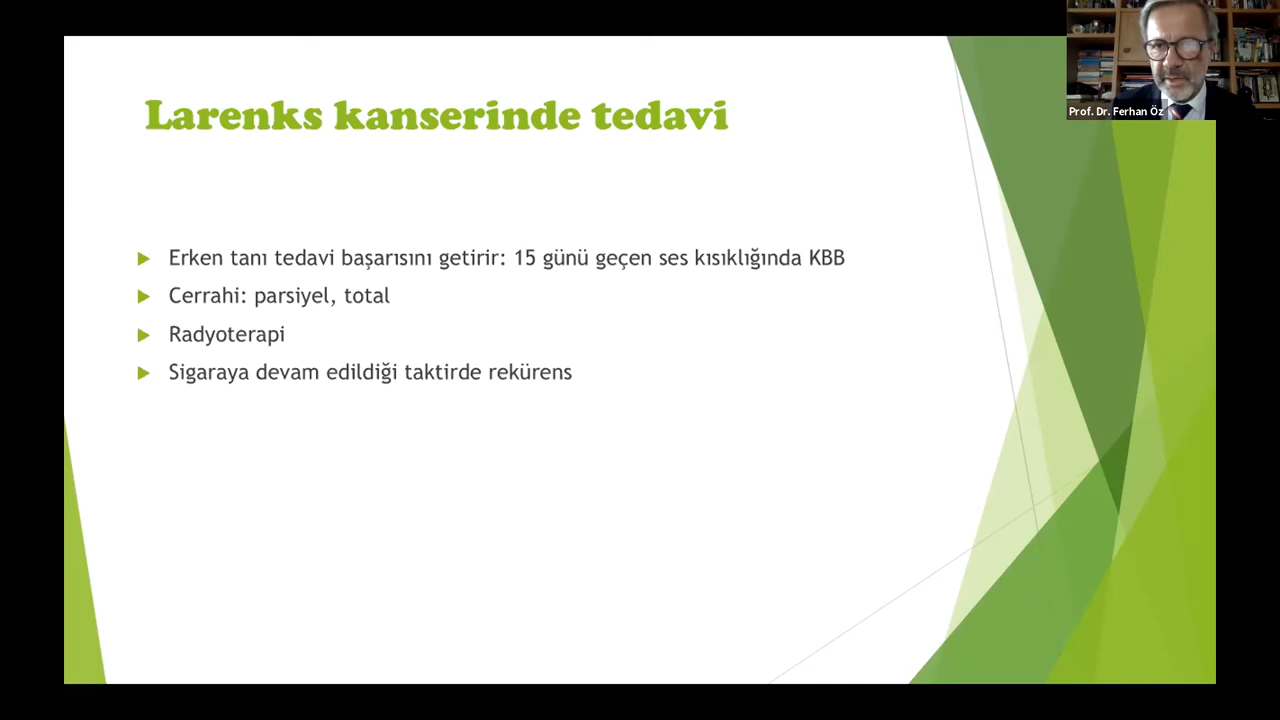 Larenks kanserinde tedavi
Erken tanı tedavi başarısını getirir: 15 günü geçen ses kısıklığında KBB
Cerrahi: parsiyel, total
Radyoterapi
Sigaraya devam edildiği taktirde rekürens
Prof. Dr. Ferhan Öz